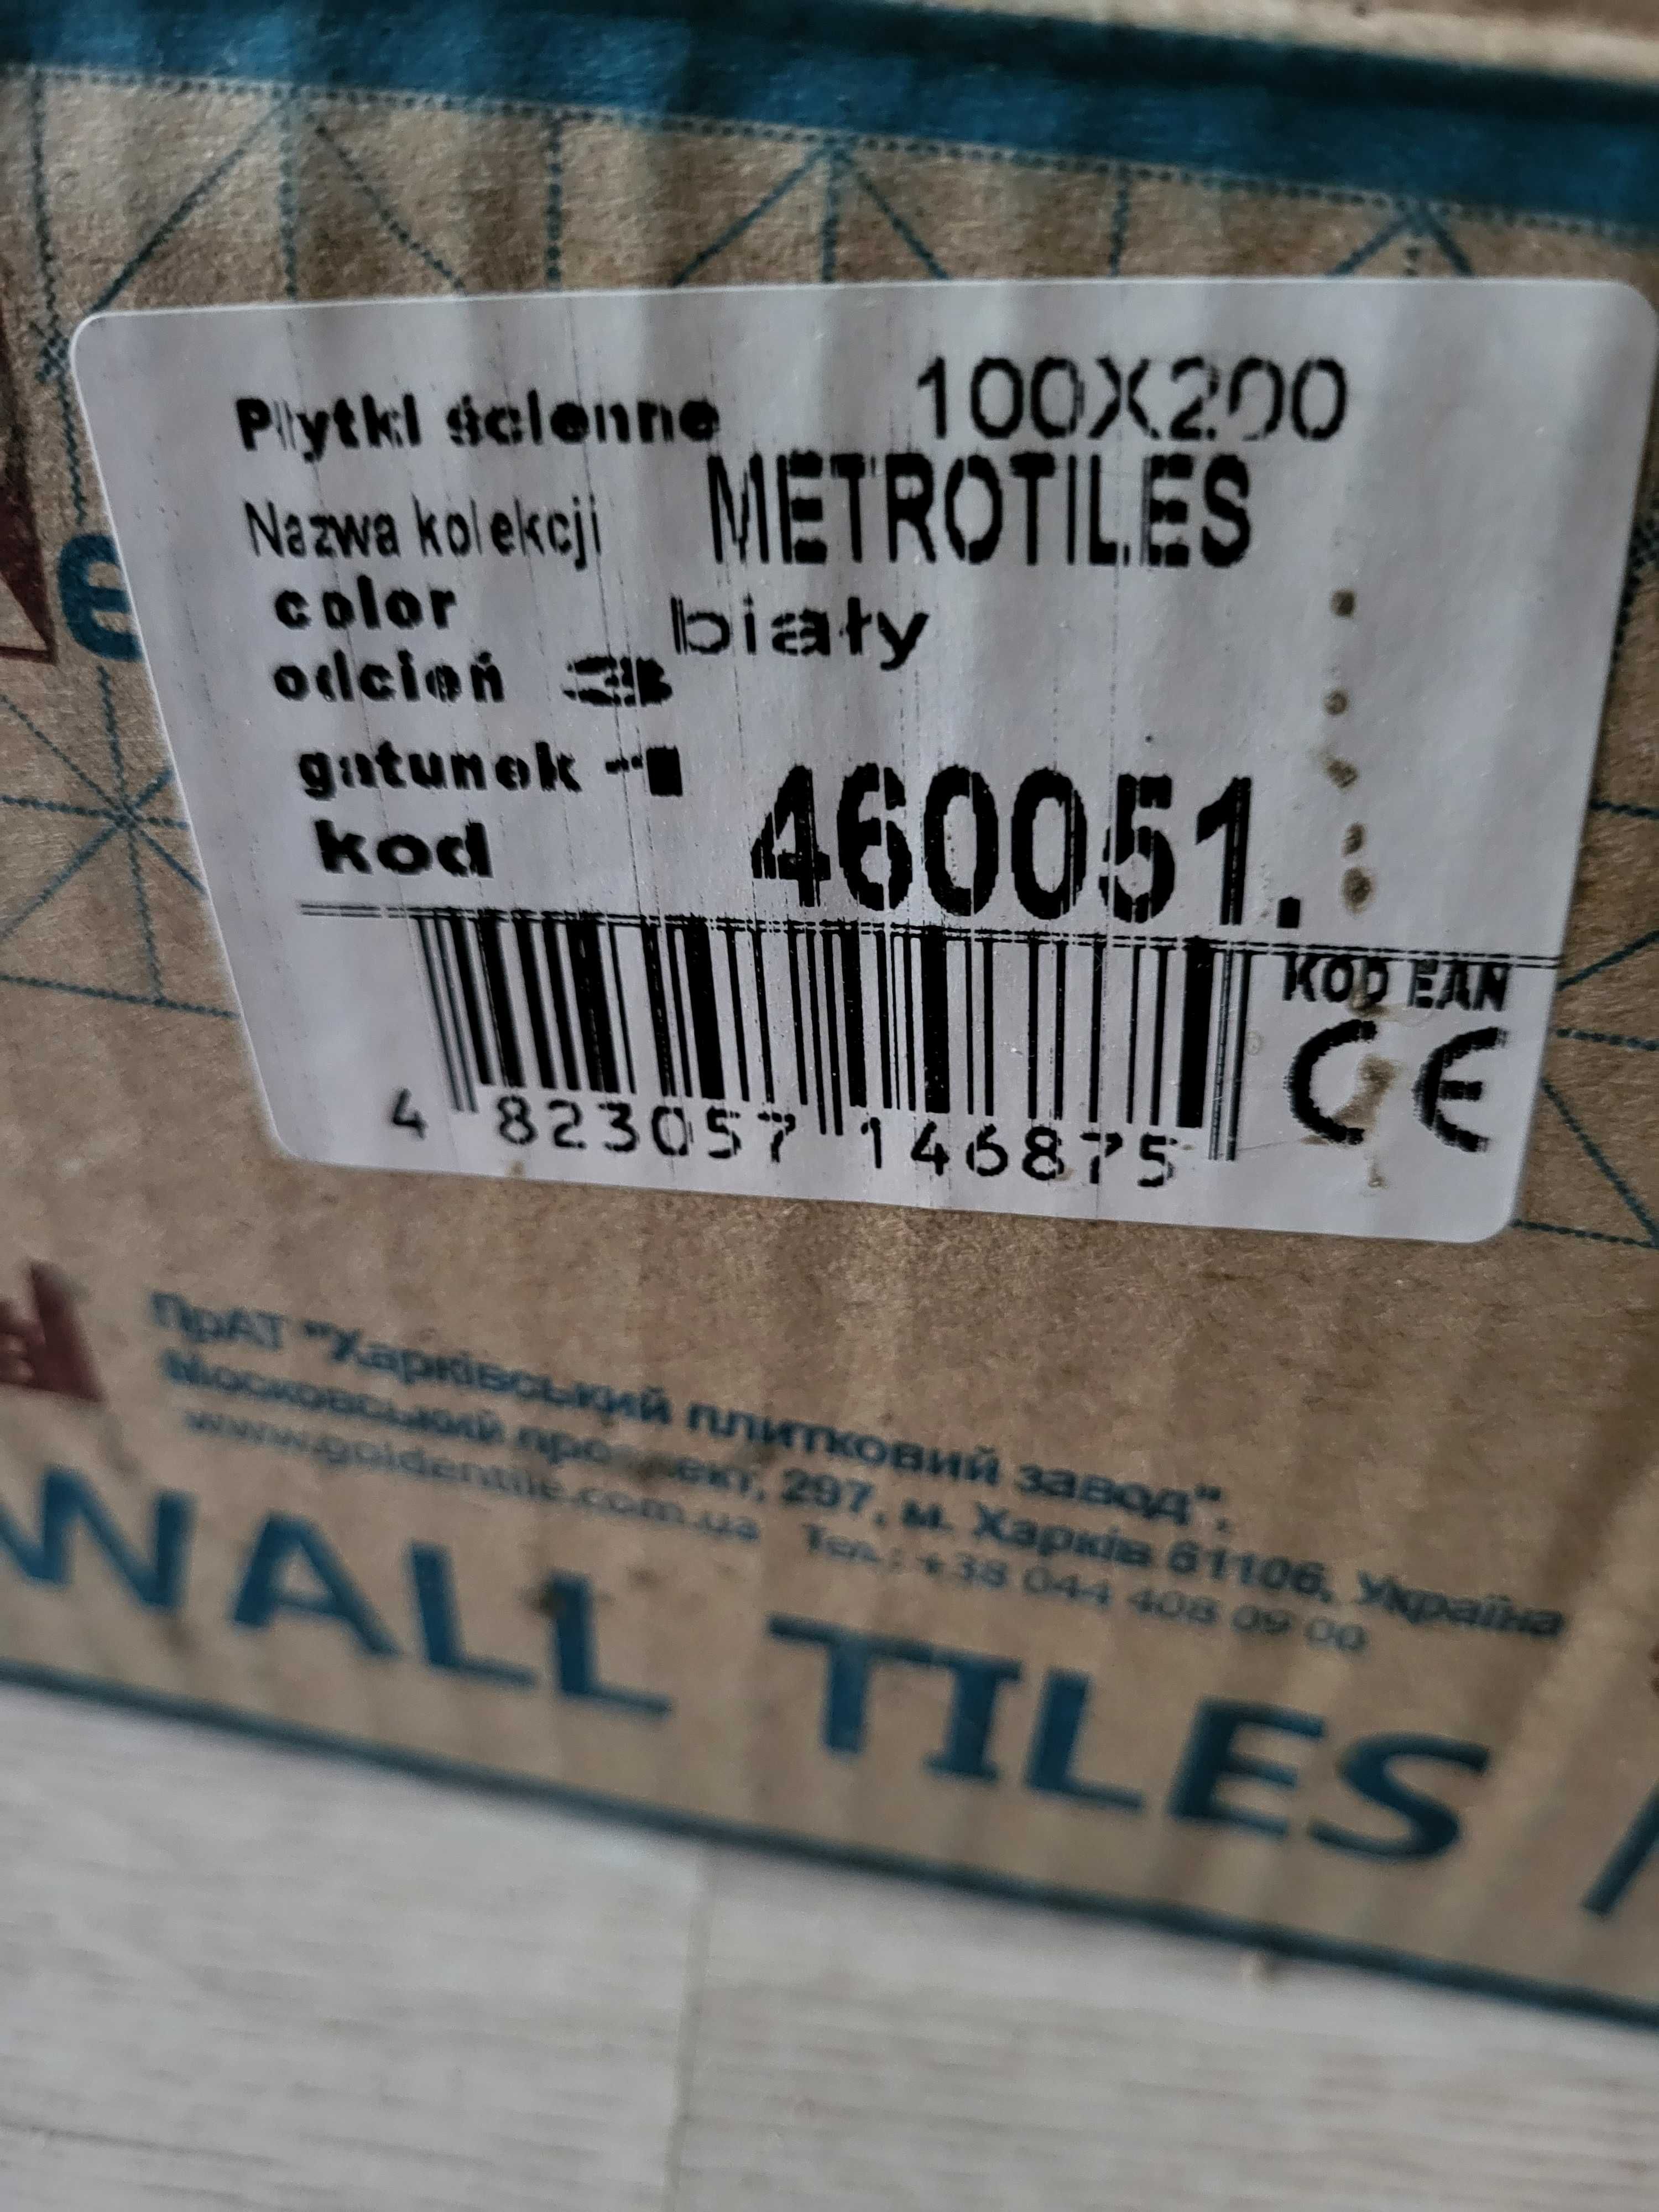 Płytki ścienne 100X200
Nazwa kolekcji METROTILES
color biały
odcień
gatunek 1
kod 460051.
KOD EAN
CE
4 823057 146875
e
ПрАТ "Харківський плитковий завод",
Московський проспект, 297, м. Харків 61106, Україна
www.goldentile.com.ua Тел.: +38 044 408 09 00
WALL TILES /